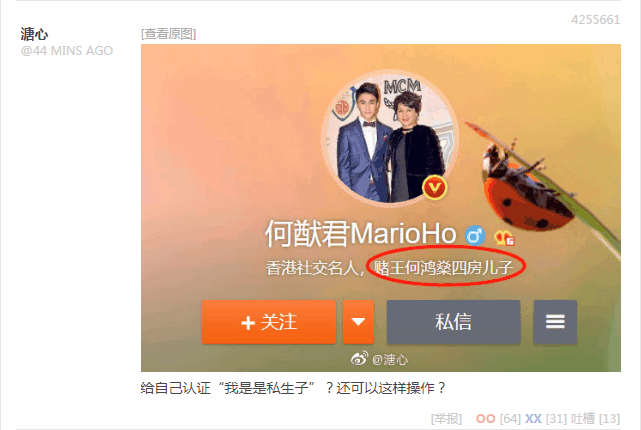 4255661
溏心
@44 MINS AGO
[查看原图]
MCM
V
何猷君MarioHo
香港社交名人，赌王何鸿燊四房儿子
+ 关注
私信
@溏心
给自己认证“我是是私生子”？还可以这样操作？
[举报] OO [64] XX [31] 吐槽 [13]